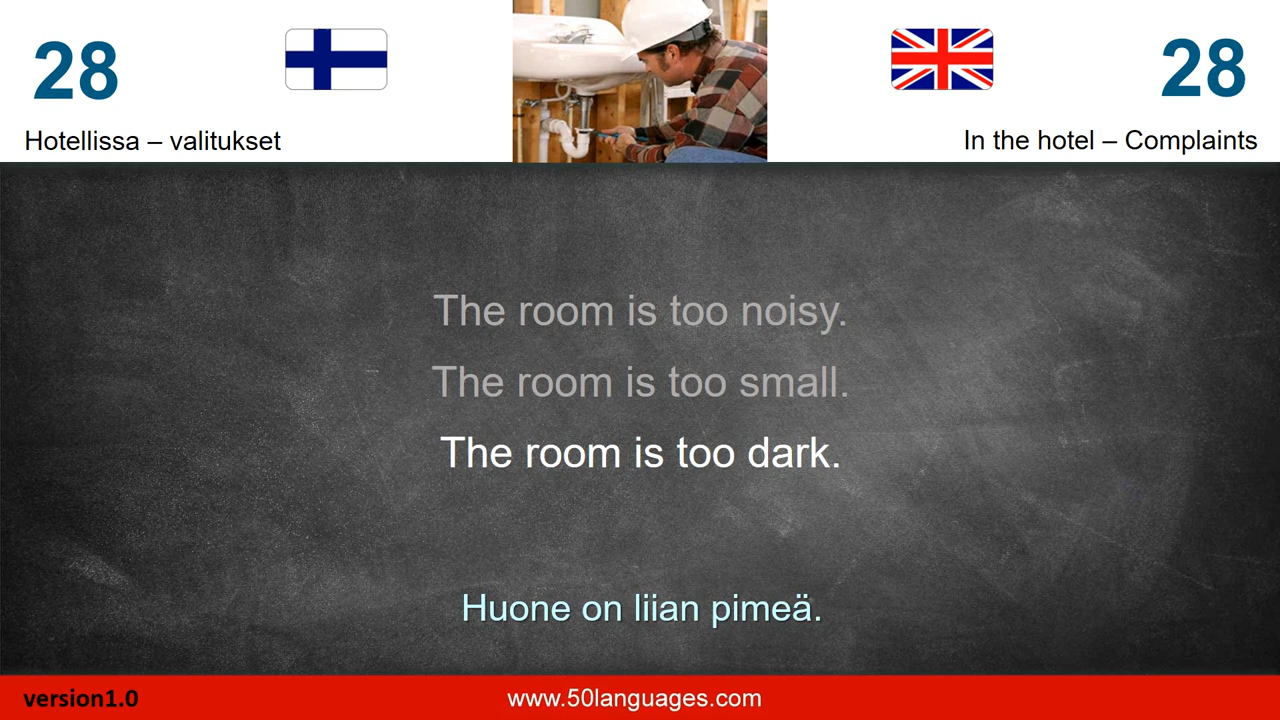 28
28
Hotellissa – valitukset
In the hotel – Complaints
The room is too noisy.
The room is too small.
The room is too dark.
Huone on liian pimeä.
version1.0
www.50languages.com